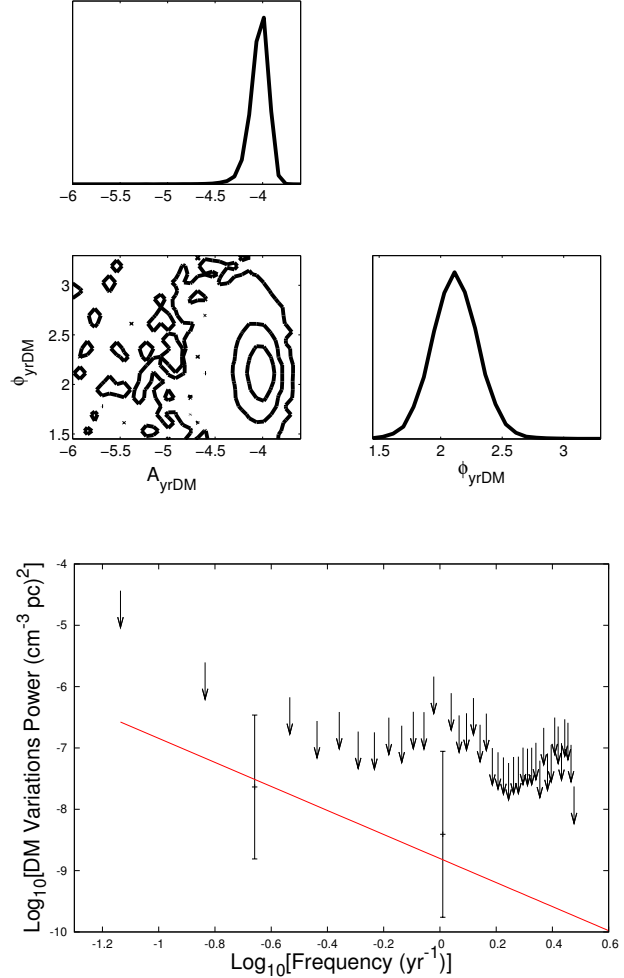 −6 −5.5 −5 −4.5 −4
3
2.5
2
1.5
ϕyrDM
−6 −5.5 −5 −4.5 −4
AyrDM
1.5 2 2.5 3
ϕyrDM
-4
-5
-6
-7
-8
-9
-10
Log10[DM Variations Power (cm-3 pc)2]
-1.2 -1 -0.8 -0.6 -0.4 -0.2 0 0.2 0.4 0.6
Log10[Frequency (yr-1)]